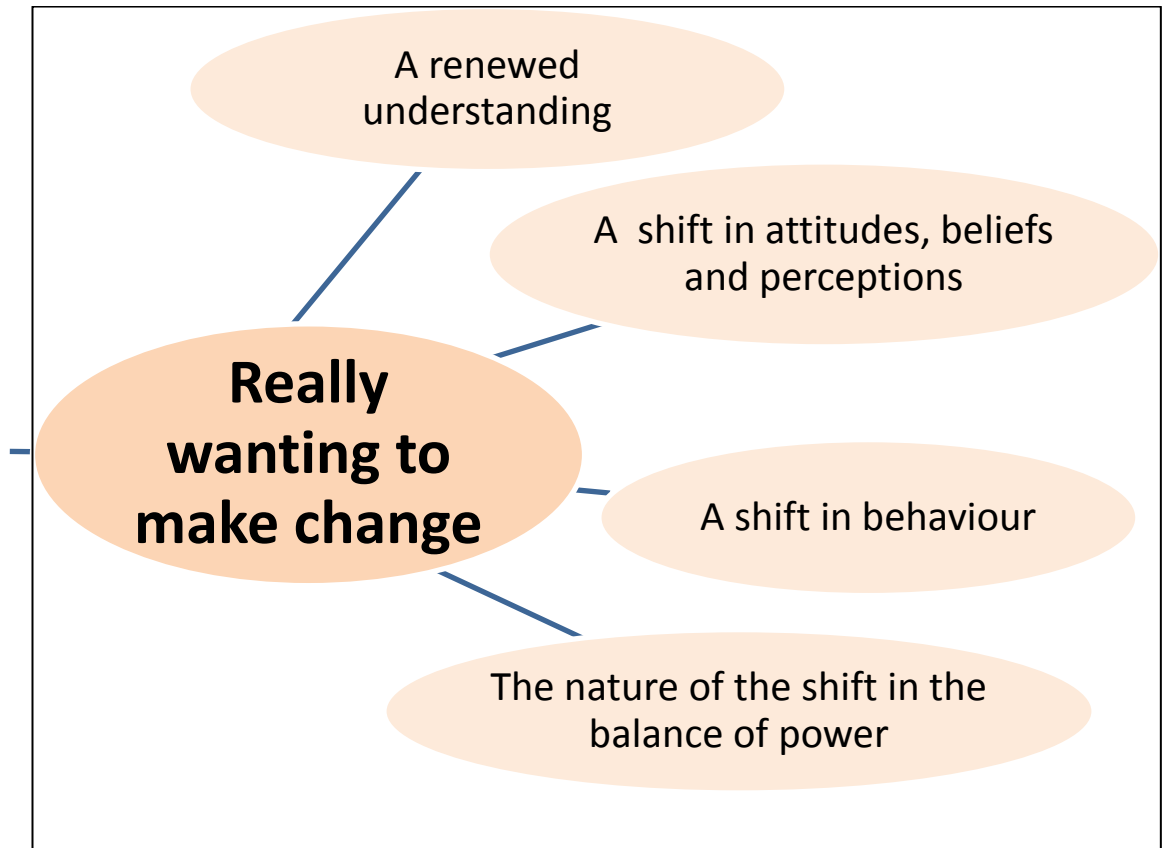 A renewed
understanding
A  shift in attitudes, beliefs
and perceptions
Really
wanting to
make change
A shift in behaviour
The nature of the shift in the
balance of power